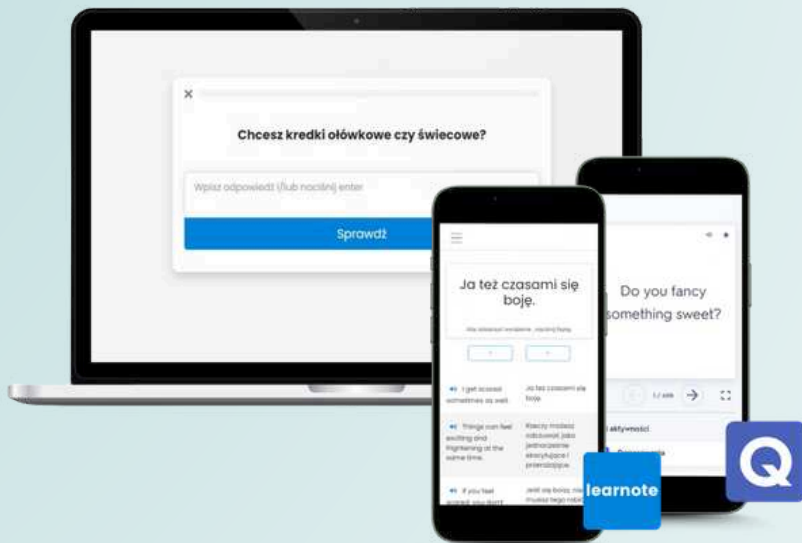 ×
Chcesz kredki ołówkowe czy świecowe?
Wpisz odpowiedź i/lub naciśnij enter
Sprawdź
Ja też czasami się
boję.
I get scared
sometimes as well.
Ja też czasami się
boję.
Things can feel
exciting and
frightening at the
same time.
Rzeczy możesz
odczuwać jako
jednocześnie
ekscytujące i
przerażające.
If you feel
scared, you don't
Jeśli się boisz, nie
musisz tego robić
Do you fancy
something sweet?
aktywności
learnote
Q